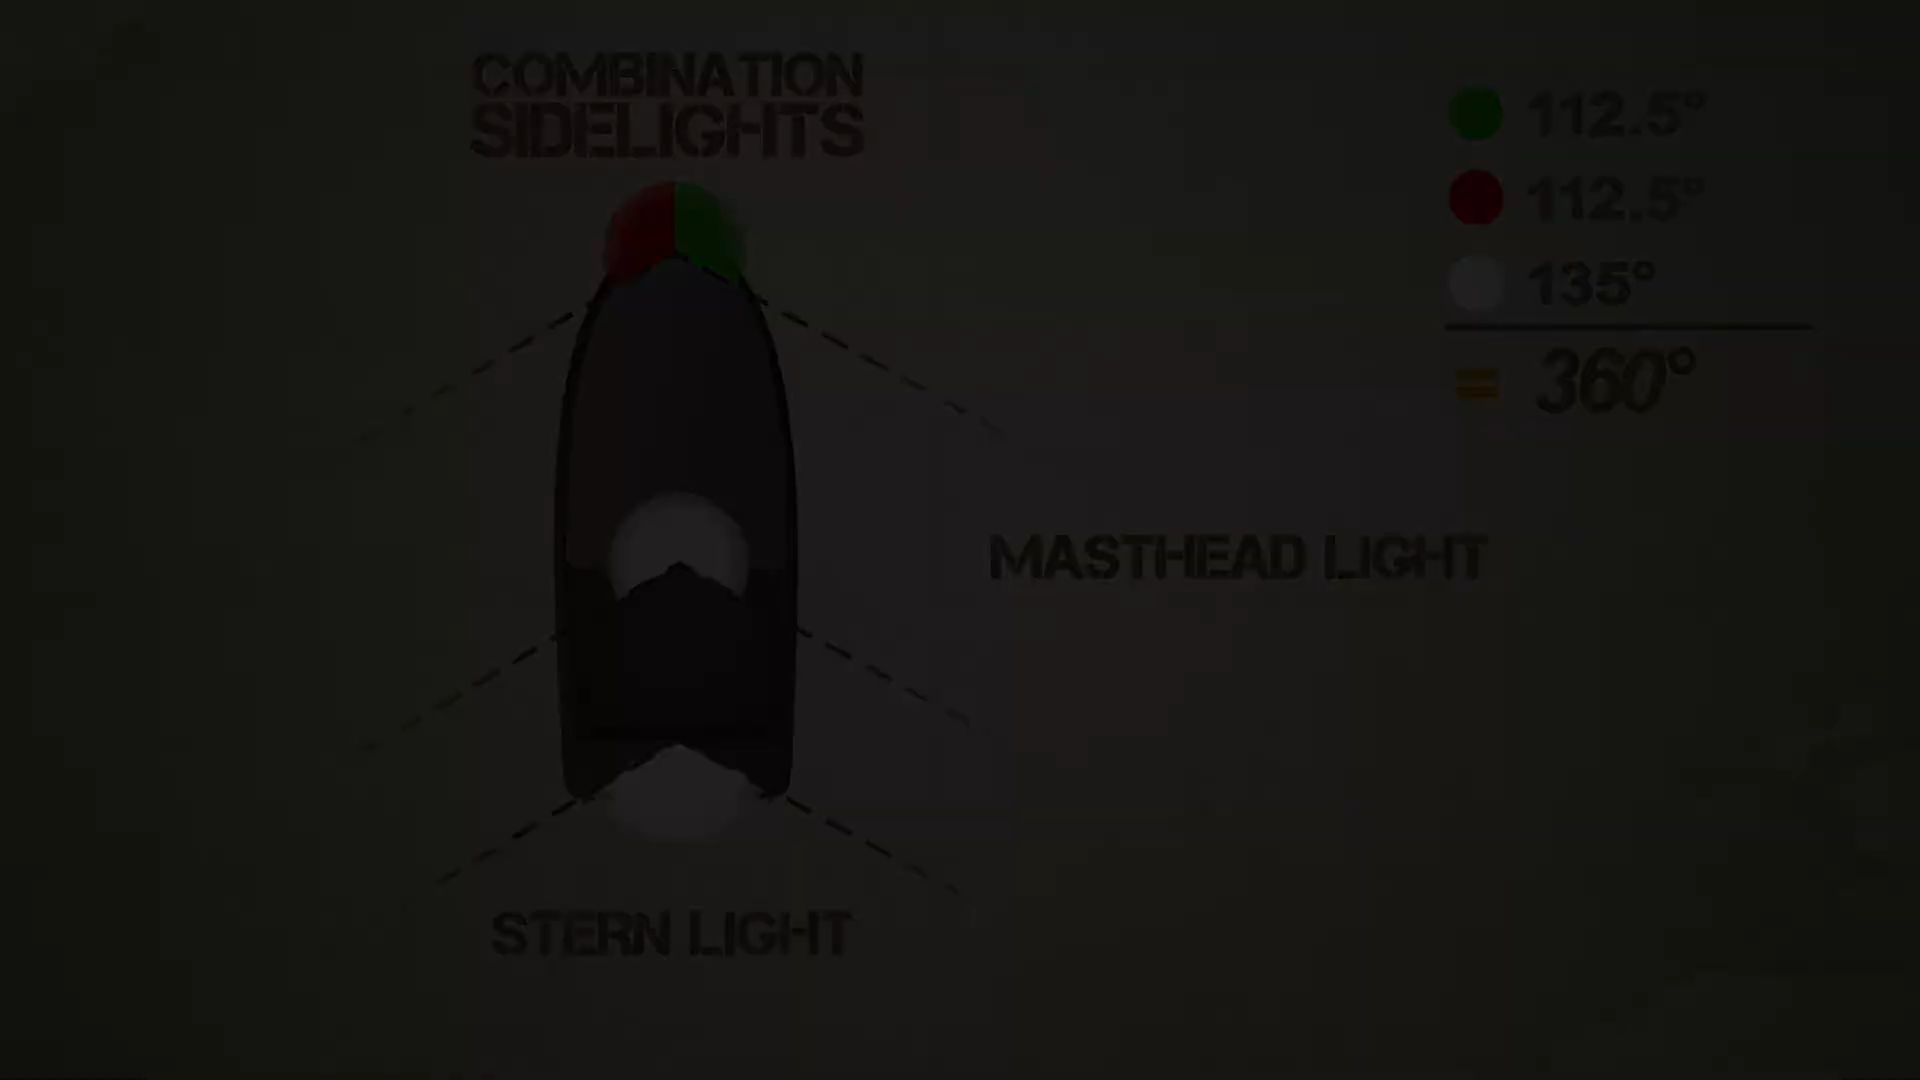 COMBINATION
SIDELIGHTS
112.5°
112.5°
135°
= 360°
MASTHEAD LIGHT
STERN LIGHT